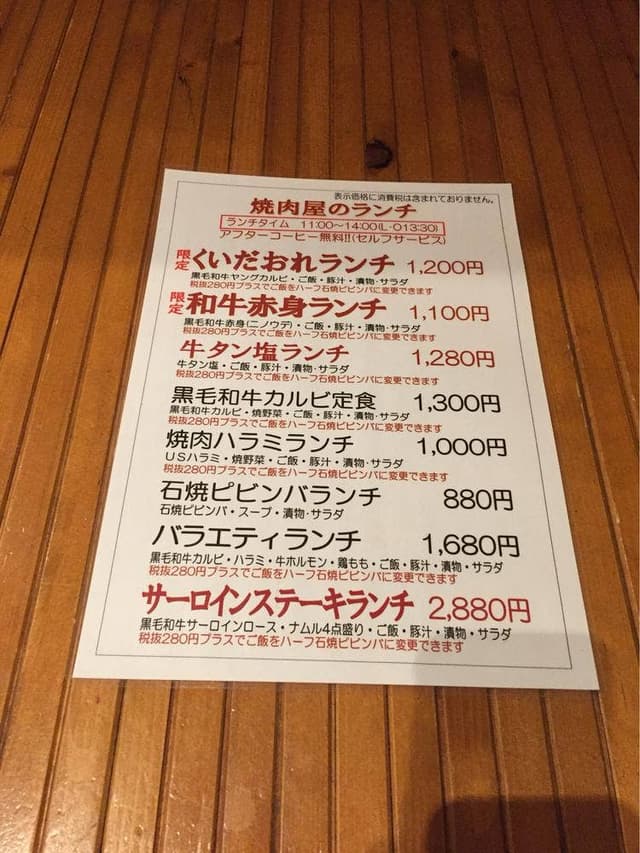 表示価格に消費税は含まれておりません。
焼肉屋のランチ
ランチタイム 11:00〜14:00(L・O13:30)
アフターコーヒー無料!!(セルフサービス)
限定 くいだおれランチ 1,200円
黒毛和牛ヤングカルビ・ご飯・豚汁・漬物・サラダ
税抜280円プラスでご飯をハーフ石焼ビビンバに変更できます
限定 和牛赤身ランチ 1,100円
黒毛和牛赤身(ニノウデ)・ご飯・豚汁・漬物・サラダ
税抜280円プラスでご飯をハーフ石焼ビビンバに変更できます
牛タン塩ランチ 1,280円
牛タン塩・ご飯・豚汁・漬物・サラダ
税抜280円プラスでご飯をハーフ石焼ビビンバに変更できます
黒毛和牛カルビ定食 1,300円
黒毛和牛カルビ・焼野菜・ご飯・豚汁・漬物・サラダ
税抜280円プラスでご飯をハーフ石焼ビビンバに変更できます
焼肉ハラミランチ 1,000円
USハラミ・焼野菜・ご飯・豚汁・漬物・サラダ
税抜280円プラスでご飯をハーフ石焼ビビンバに変更できます
石焼ビビンバランチ 880円
石焼ビビンバ・スープ・漬物・サラダ
バラエティランチ 1,680円
黒毛和牛カルビ・ハラミ・牛ホルモン・鶏もも・ご飯・豚汁・漬物・サラダ
税抜280円プラスでご飯をハーフ石焼ビビンバに変更できます
サーロインステーキランチ 2,880円
黒毛和牛サーロインロース・ナムル4点盛り・ご飯・豚汁・漬物・サラダ
税抜280円プラスでご飯をハーフ石焼ビビンバに変更できます